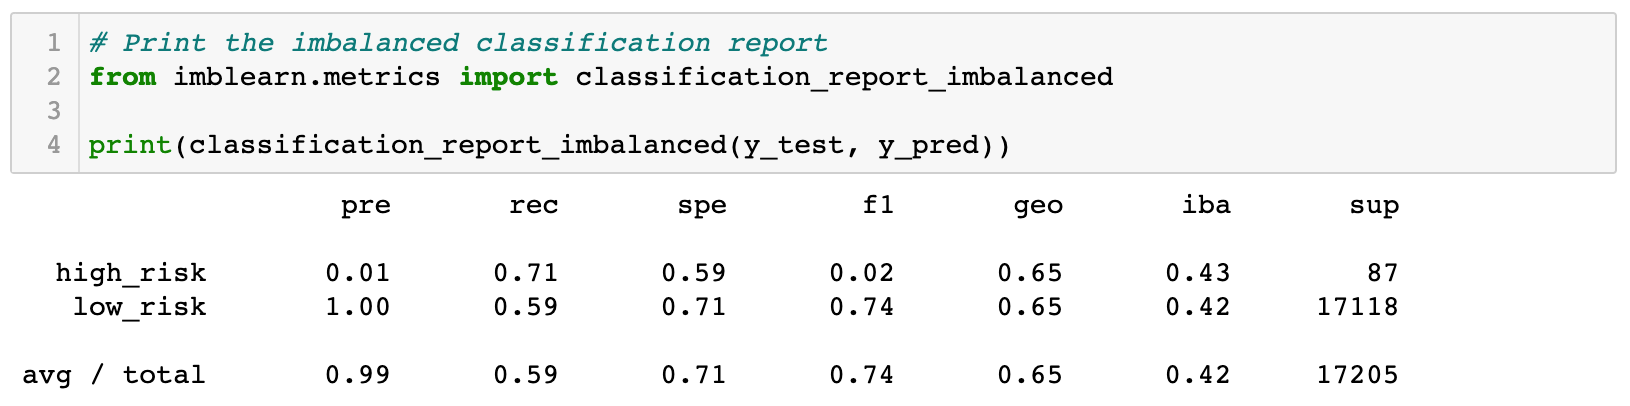 1 # Print the imbalanced classification report
2 from imblearn.metrics import classification_report_imbalanced
3
4 print(classification_report_imbalanced(y_test, y_pred))
pre rec spe f1 geo iba sup
high_risk 0.01 0.71 0.59 0.02 0.65 0.43 87
low_risk 1.00 0.59 0.71 0.74 0.65 0.42 17118
avg / total 0.99 0.59 0.71 0.74 0.65 0.42 17205